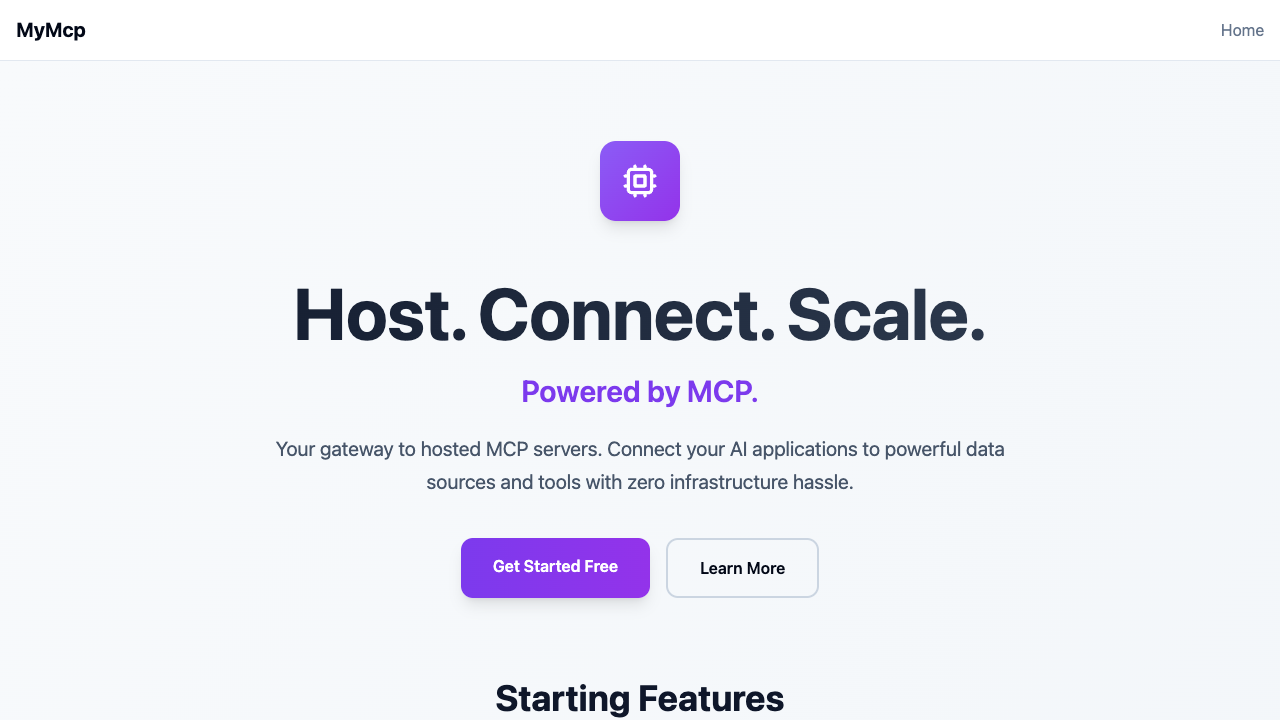 MyMcp
Home
Host. Connect. Scale.
Powered by MCP.
Your gateway to hosted MCP servers. Connect your AI applications to powerful data
sources and tools with zero infrastructure hassle.
Get Started Free
Learn More
Starting Features